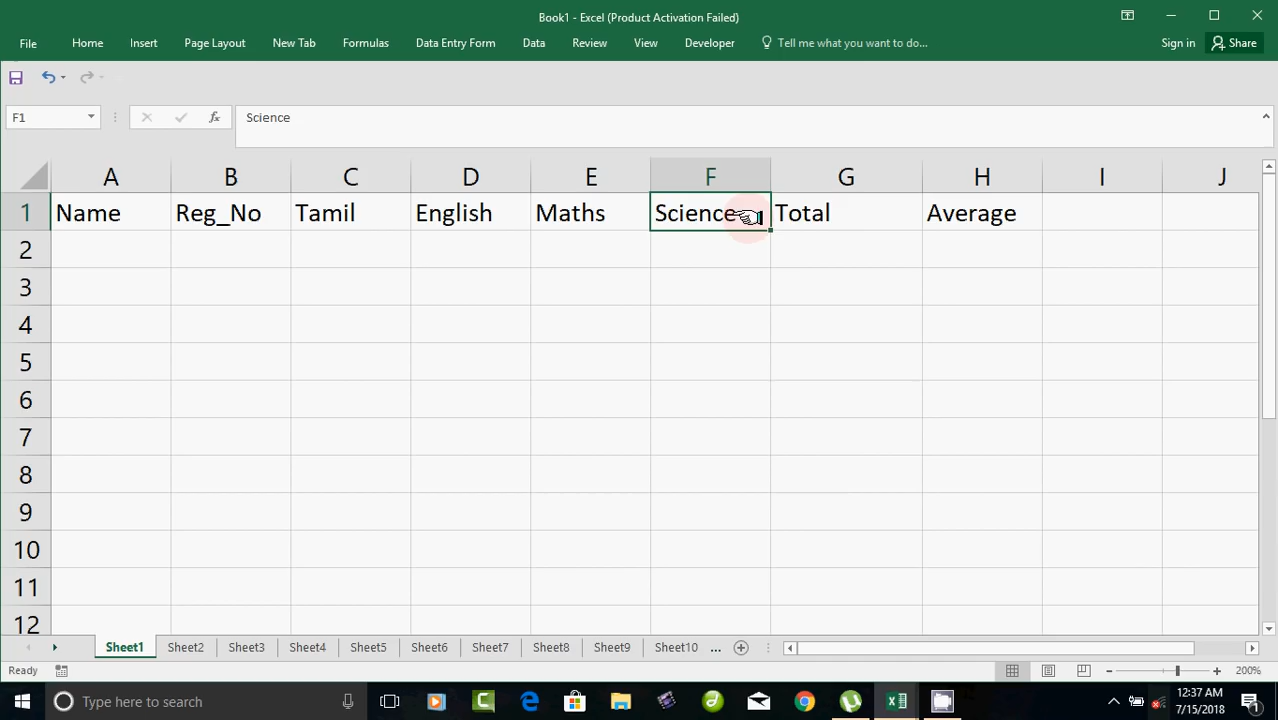 Book1 - Excel (Product Activation Failed)
File Home Insert Page Layout New Tab Formulas Data Entry Form Data Review View Developer Tell me what you want to do... Sign in Share
F1 fx Science
A B C D E F G H I J
1 Name Reg_No Tamil English Maths Science Total Average
2
3
4
5
6
7
8
9
10
11
12
Sheet1 Sheet2 Sheet3 Sheet4 Sheet5 Sheet6 Sheet7 Sheet8 Sheet9 Sheet10 ...
Ready 200%
Type here to search 12:37 AM
7/15/2018